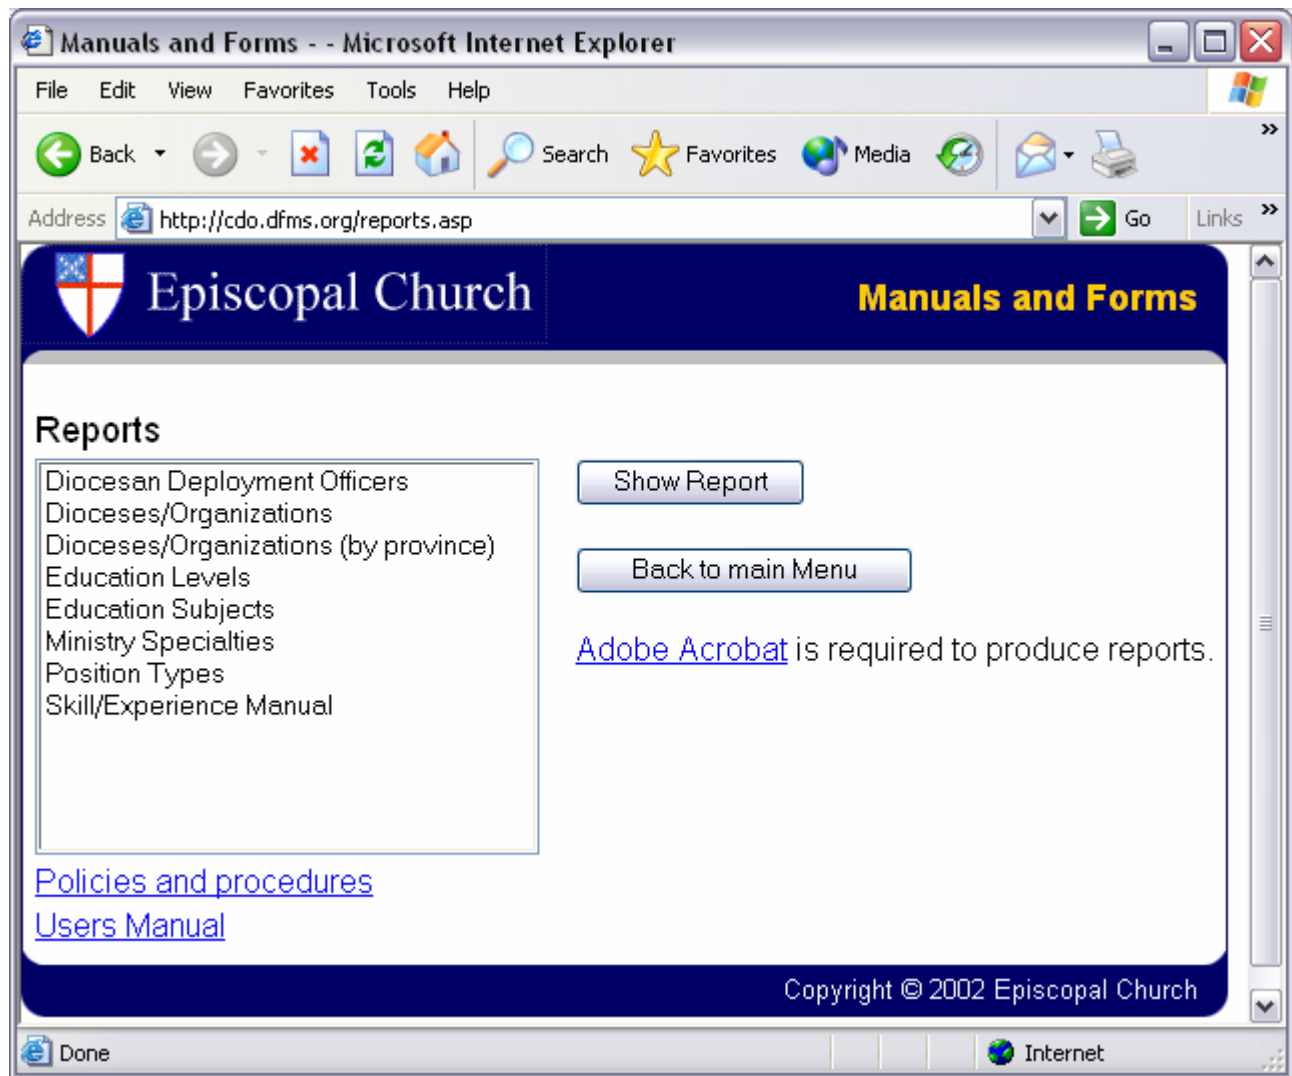 Manuals and Forms - - Microsoft Internet Explorer
File Edit View Favorites Tools Help
Back Search Favorites Media »
Address http://cdo.dfms.org/reports.asp Go Links »
Episcopal Church Manuals and Forms
Reports
Diocesan Deployment Officers
Dioceses/Organizations
Dioceses/Organizations (by province)
Education Levels
Education Subjects
Ministry Specialties
Position Types
Skill/Experience Manual
Show Report
Back to main Menu
Adobe Acrobat is required to produce reports.
Policies and procedures
Users Manual
Copyright © 2002 Episcopal Church
Done Internet